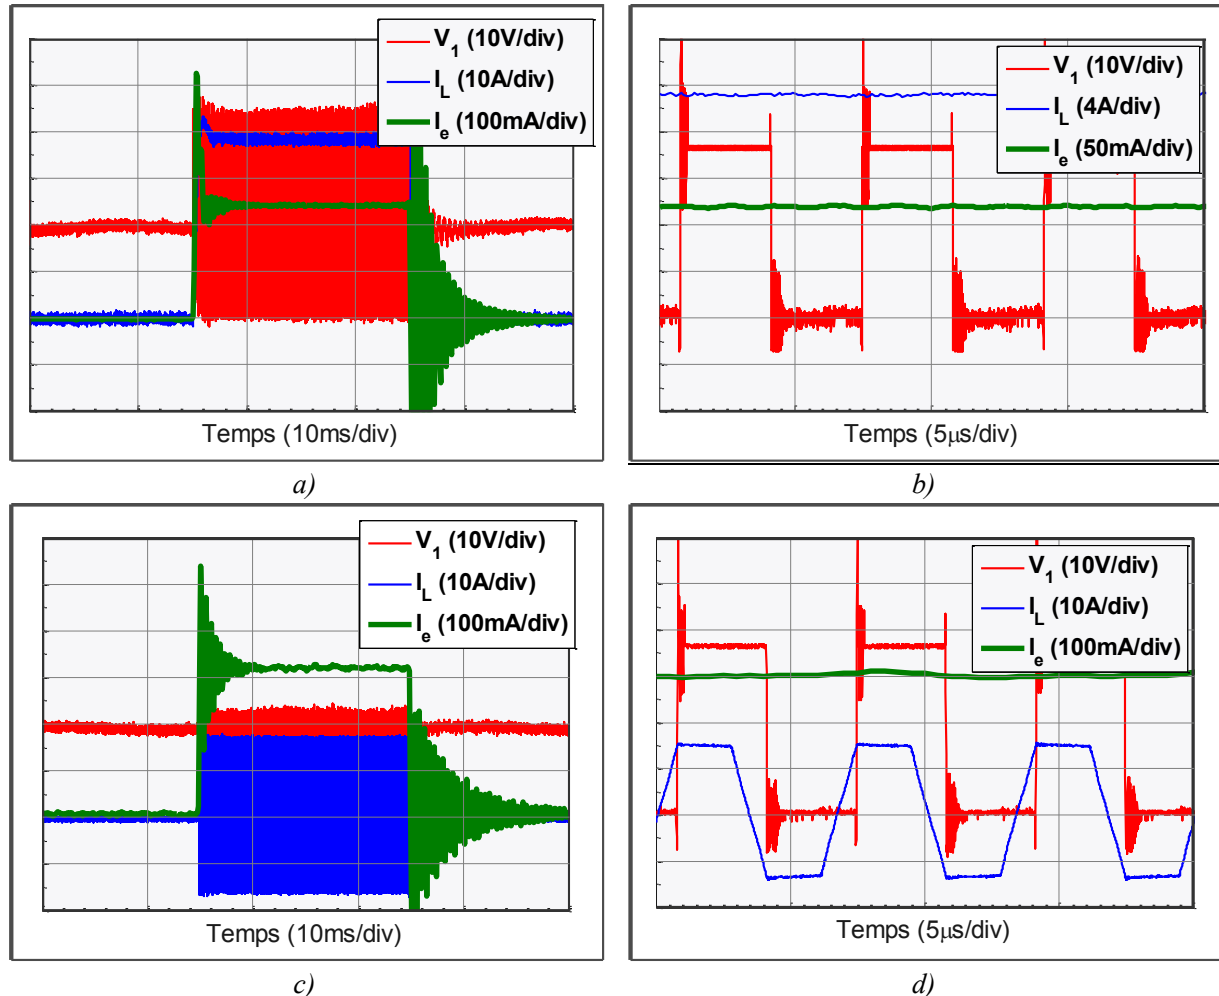 V1 (10V/div)
IL (10A/div)
Ie (100mA/div)
Temps (10ms/div)
a)
V1 (10V/div)
IL (4A/div)
Ie (50mA/div)
Temps (5µs/div)
b)
V1 (10V/div)
IL (10A/div)
Ie (100mA/div)
Temps (10ms/div)
c)
V1 (10V/div)
IL (10A/div)
Ie (100mA/div)
Temps (5µs/div)
d)